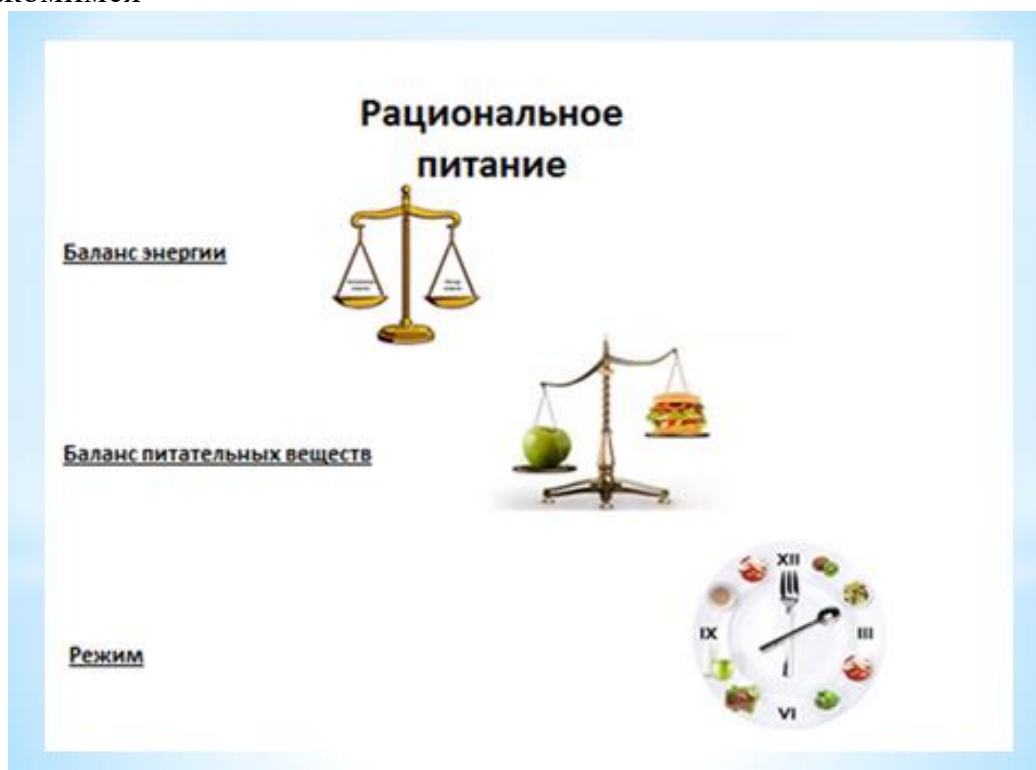 Рациональное
питание
Баланс энергии
Баланс питательных веществ
XII
IX
III
Режим
VI